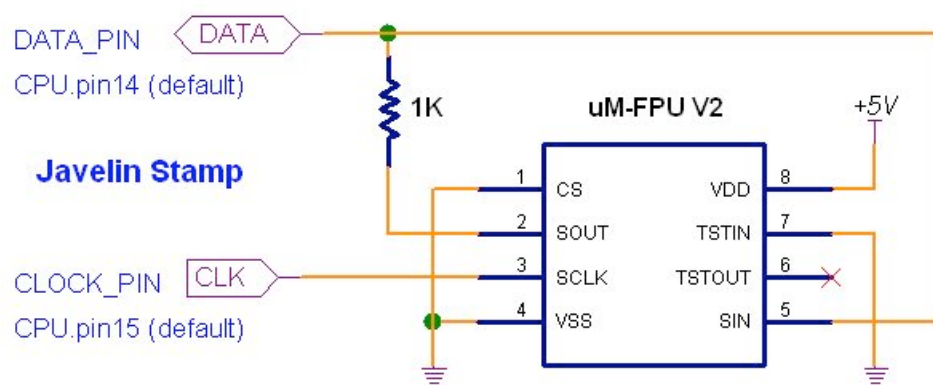 DATA_PIN DATA
CPU.pin14 (default)
1K
uM-FPU V2
+5V
Javelin Stamp
1 CS VDD 8
2 SOUT TSTIN 7
3 SCLK TSTOUT 6
4 VSS SIN 5
CLOCK_PIN CLK
CPU.pin15 (default)